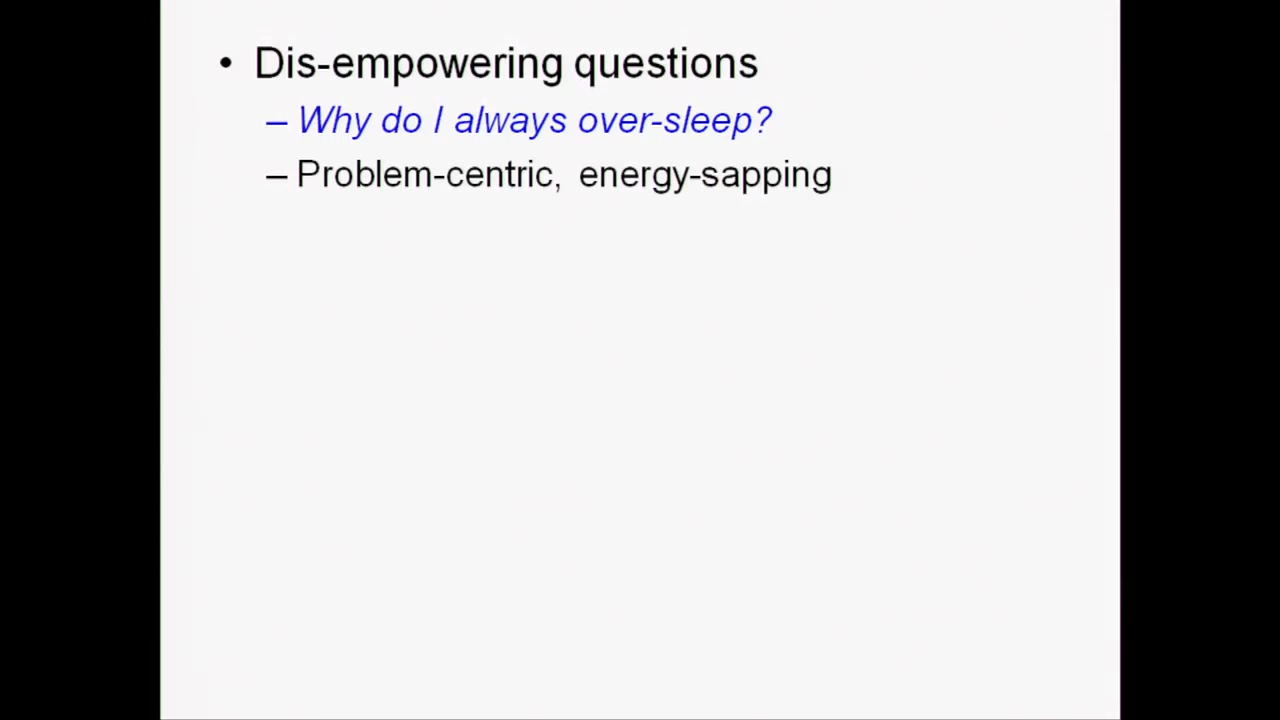 • Dis-empowering questions
– Why do I always over-sleep?
– Problem-centric, energy-sapping